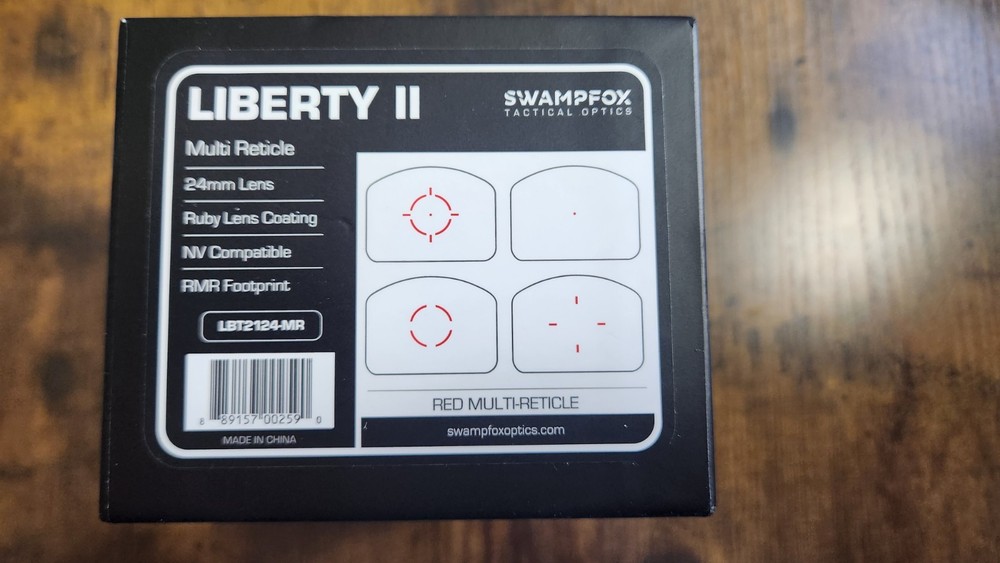 LIBERTY II
SWAMPFOX
TACTICAL OPTICS
Multi Reticle
24mm Lens
Ruby Lens Coating
NV Compatible
RMR Footprint
LBT2124-MR
8 89157 00259 0
MADE IN CHINA
RED MULTI-RETICLE
swampfoxoptics.com